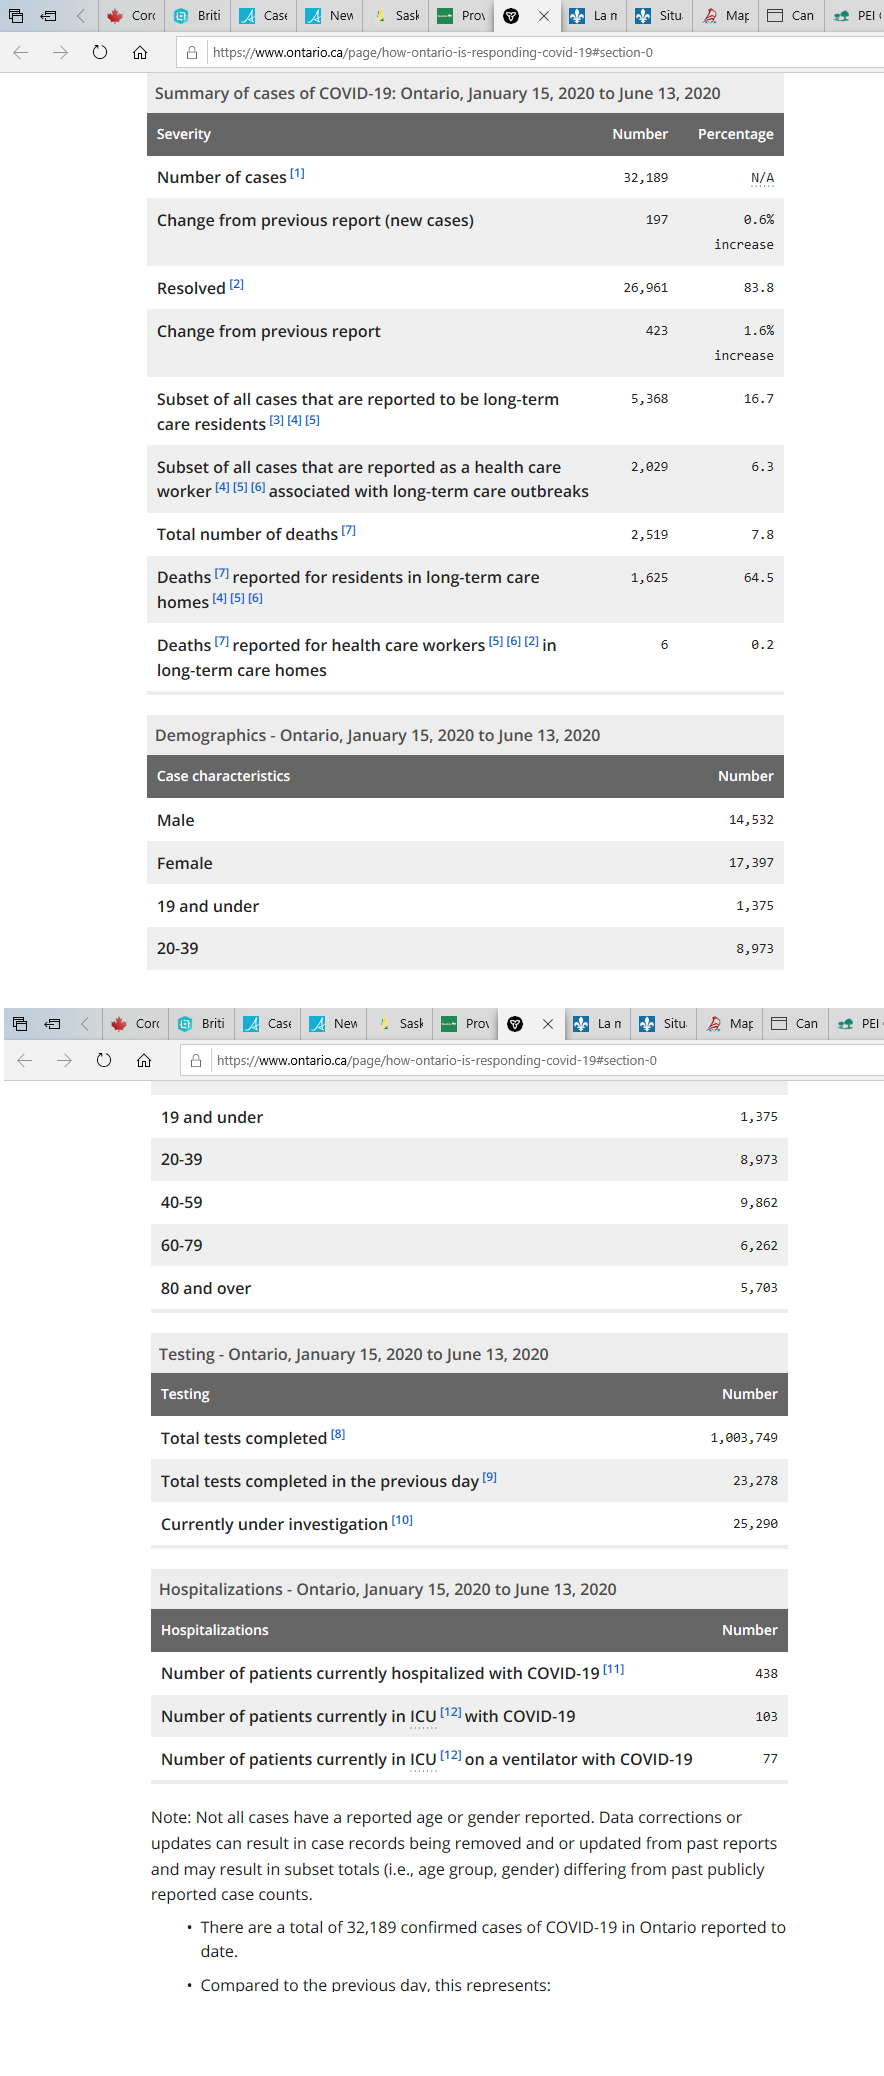 Cord Briti Case New Sask Prov La m Situ Map Can PEI
https://www.ontario.ca/page/how-ontario-is-responding-covid-19#section-0
Summary of cases of COVID-19: Ontario, January 15, 2020 to June 13, 2020
Severity Number Percentage
Number of cases [1] 32,189 N/A
Change from previous report (new cases) 197 0.6%
increase
Resolved [2] 26,961 83.8
Change from previous report 423 1.6%
increase
Subset of all cases that are reported to be long-term 5,368 16.7
care residents [3] [4] [5]
Subset of all cases that are reported as a health care 2,029 6.3
worker [4] [5] [6] associated with long-term care outbreaks
Total number of deaths [7] 2,519 7.8
Deaths [7] reported for residents in long-term care 1,625 64.5
homes [4] [5] [6]
Deaths [7] reported for health care workers [5] [6] [2] in 6 0.2
long-term care homes
Demographics - Ontario, January 15, 2020 to June 13, 2020
Case characteristics Number
Male 14,532
Female 17,397
19 and under 1,375
20-39 8,973
Briti Case New Sask Prov La m Situ Map Can PEI
https://www.ontario.ca/page/how-ontario-is-responding-covid-19#section-0
19 and under 1,375
20-39 8,973
40-59 9,862
60-79 6,262
80 and over 5,703
Testing - Ontario, January 15, 2020 to June 13, 2020
Testing Number
Total tests completed [8] 1,003,749
Total tests completed in the previous day [9] 23,278
Currently under investigation [10] 25,290
Hospitalizations - Ontario, January 15, 2020 to June 13, 2020
Hospitalizations Number
Number of patients currently hospitalized with COVID-19 [11] 438
Number of patients currently in ICU [12] with COVID-19 103
Number of patients currently in ICU [12] on a ventilator with COVID-19 77
Note: Not all cases have a reported age or gender reported. Data corrections or
updates can result in case records being removed and or updated from past reports
and may result in subset totals (i.e., age group, gender) differing from past publicly
reported case counts.
• There are a total of 32,189 confirmed cases of COVID-19 in Ontario reported to
date.
• Compared to the previous day, this represents: